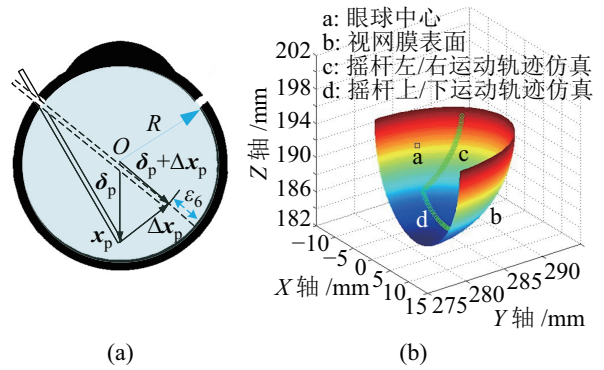 (a)
O
R
δp
δp+Δxp
ε6
xp
Δxp
(b)
a: 眼球中心
b: 视网膜表面
c: 摇杆左/右运动轨迹仿真
d: 摇杆上/下运动轨迹仿真
Z 轴 /mm
202
198
194
190
186
182
a
c
b
d
−10
−5
0
5
10
15
X 轴 /mm
275
280
285
290
Y 轴 /mm
(a)
(b)